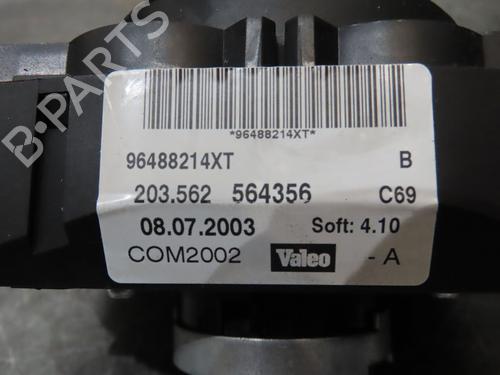 *96488214XT*
96488214XT B
203.562 564356 C69
08.07.2003 Soft: 4.10
COM2002 Valeo - A
B-PARTS